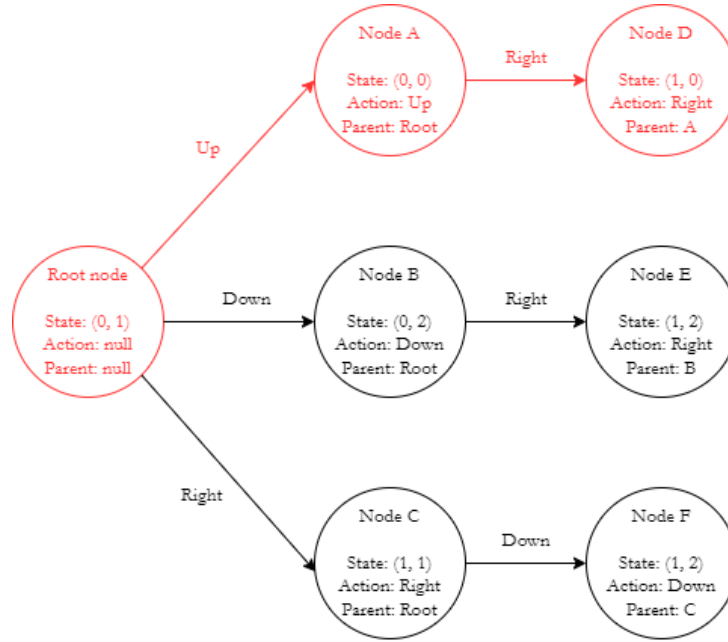 Node A
State: (0, 0)
Action: Up
Parent: Root
Right
Node D
State: (1, 0)
Action: Right
Parent: A
Up
Root node
State: (0, 1)
Action: null
Parent: null
Down
Node B
State: (0, 2)
Action: Down
Parent: Root
Right
Node E
State: (1, 2)
Action: Right
Parent: B
Right
Node C
State: (1, 1)
Action: Right
Parent: Root
Down
Node F
State: (1, 2)
Action: Down
Parent: C